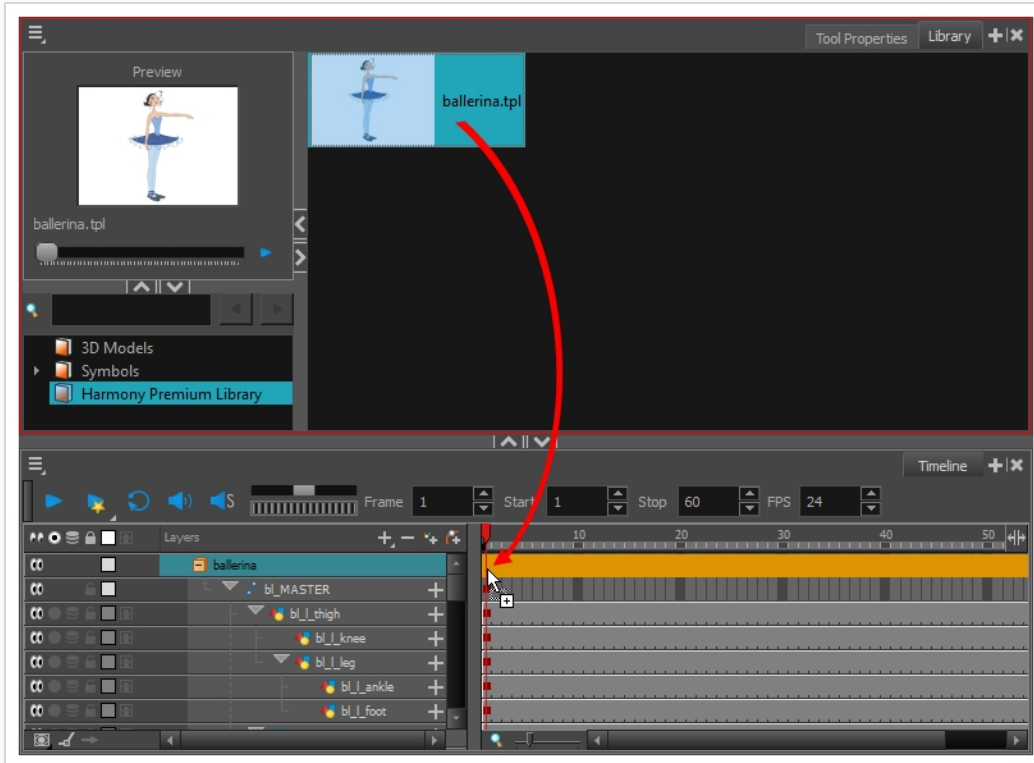 Tool Properties Library
Preview
ballerina.tpl
ballerina.tpl
3D Models
Symbols
Harmony Premium Library
Timeline
S Frame 1 Start 1 Stop 60 FPS 24
Layers 10 20 30 40 50
ballerina
bl_MASTER
bl_l_thigh
bl_l_knee
bl_l_leg
bl_l_ankle
bl_l_foot